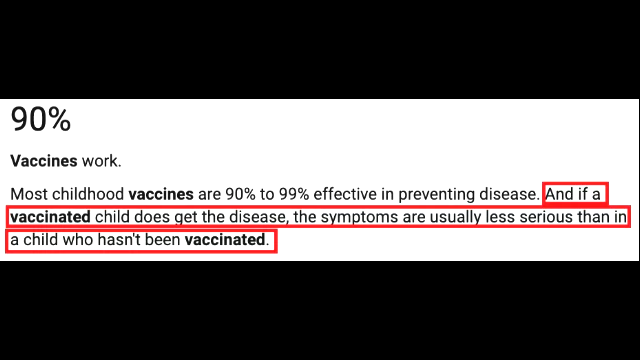 90%
Vaccines work.
Most childhood vaccines are 90% to 99% effective in preventing disease. And if a
vaccinated child does get the disease, the symptoms are usually less serious than in
a child who hasn't been vaccinated.